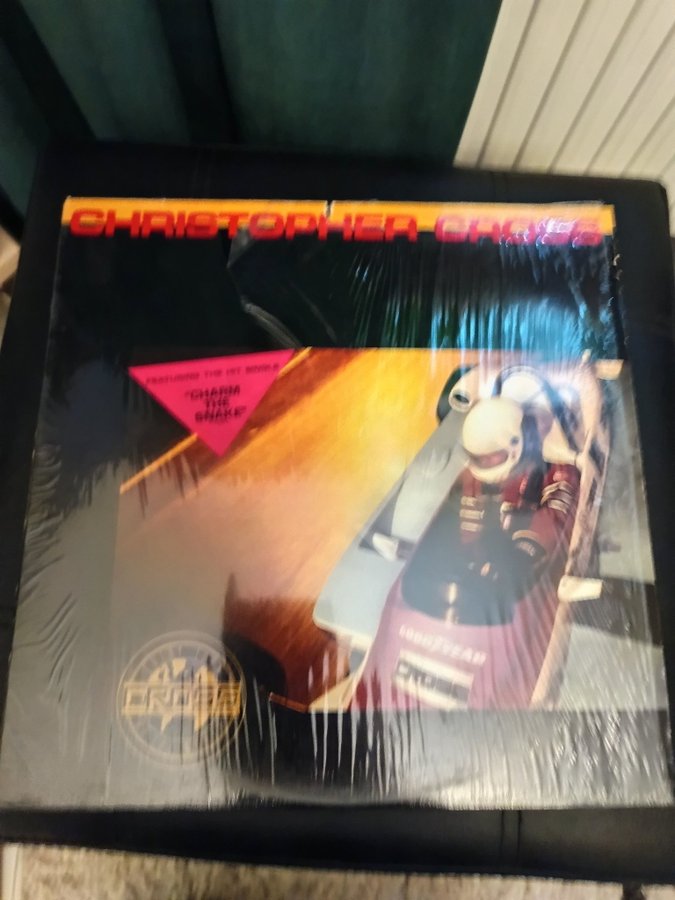 CHRISTOPHER CROSS
FEATURING THE HIT SINGLE
"CHARM
THE
SNAKE"
GOODYEAR
CROSS